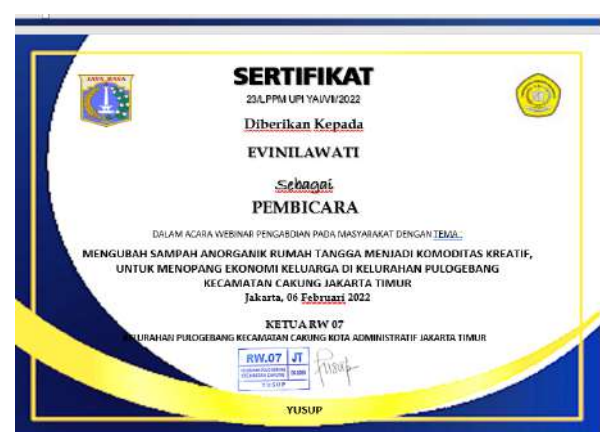 JAYA RAYA
SERTIFIKAT
23/LPPM UPI YAI/VI/2022
Diberikan Kepada
EVINILAWATI
Sebagai
PEMBICARA
DALAM ACARA WEBINAR PENGABDIAN PADA MASYARAKAT DENGAN TEMA :
MENGUBAH SAMPAH ANORGANIK RUMAH TANGGA MENJADI KOMODITAS KREATIF,
UNTUK MENOPANG EKONOMI KELUARGA DI KELURAHAN PULOGEBANG
KECAMATAN CAKUNG JAKARTA TIMUR
Jakarta, 06 Februari 2022
KETUA RW 07
KELURAHAN PULOGEBANG KECAMATAN CAKUNG KOTA ADMINISTRATIF JAKARTA TIMUR
RW.07 JT
YUSUP
YUSUP